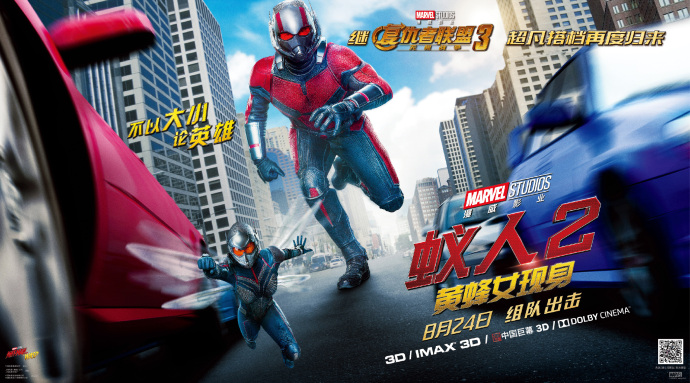 MARVEL STUDIOS
继 复仇者联盟3 超凡搭档再度归来
不以大小
论英雄
MARVEL STUDIOS
漫威影业
蚁人2
黄蜂女现身
8月24日 组队出击
3D / IMAX 3D / 中国巨幕 3D / DOLBY CINEMA